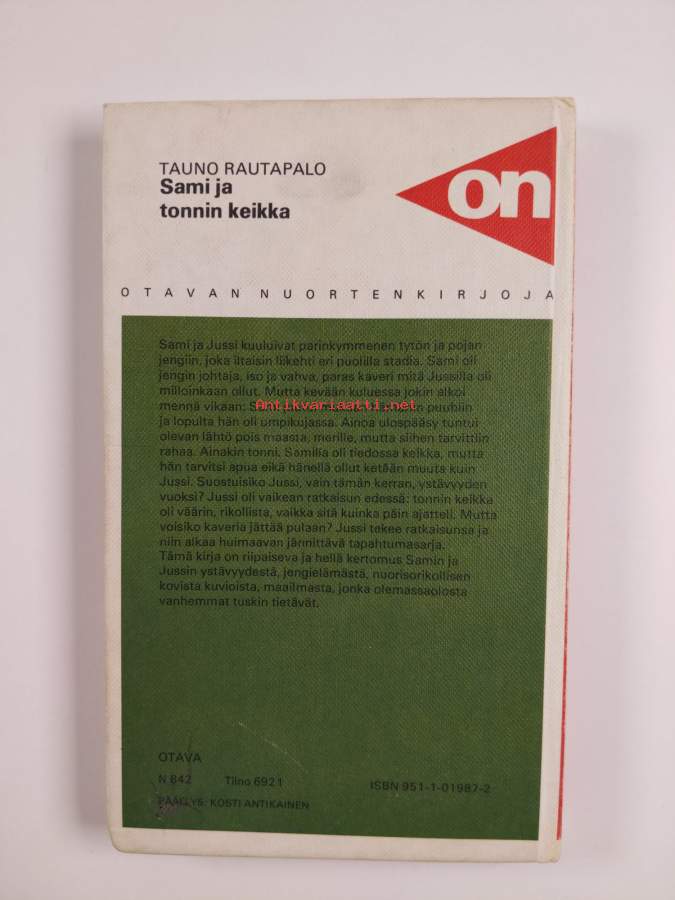 TAUNO RAUTAPALO
Sami ja
tonnin keikka
on
OTAVAN NUORTENKIRJOJA
Sami ja Jussi kuuluivat parinkymmenen tytön ja pojan
jengiin, joka iltaisin liikehti eri puolilla stadia. Sami oli
jengin johtaja, iso ja vahva, paras kaveri mitä Jussilla oli
milloinkaan ollut. Mutta kevään kuluessa jokin alkoi
mennä vikaan: puuhiin
Antikvariaatti.net
ja lopulta hän oli umpikujassa. Ainoa ulospääsy tuntui
olevan lähtö pois maasta, merille, mutta siihen tarvittiin
rahaa. Ainakin tonni. Samilla oli tiedossa keikka, mutta
hän tarvitsi apua eikä hänellä ollut ketään muuta kuin
Jussi. Suostuisiko Jussi, vain tämän kerran, ystävyyden
vuoksi? Jussi oli vaikean ratkaisun edessä: tonnin keikka
oli väärin, rikollista, vaikka sitä kuinka päin ajatteli. Mutta
voisiko kaveria jättää pulaan? Jussi tekee ratkaisunsa ja
niin alkaa huimaavan jännittävä tapahtumasarja.
Tämä kirja on riipaiseva ja hellä kertomus Samin ja
Jussin ystävyydestä, jengielämästä, nuorisorikollisen
kovista kuvioista, maailmasta, jonka olemassaolosta
vanhemmat tuskin tietävät.
OTAVA
N 842 Tilno 6921 ISBN 951-1-01987-2
PÄÄLLYS: KOSTI ANTIKAINEN